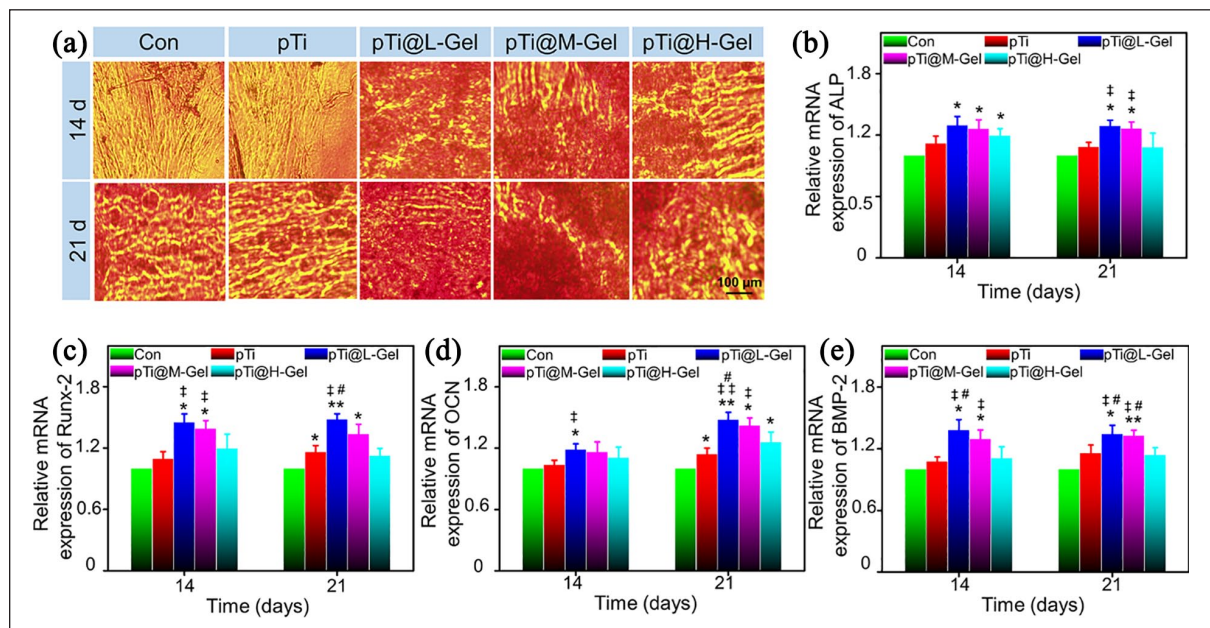 (a)
Con pTi pTi@L-Gel pTi@M-Gel pTi@H-Gel
14 d
21 d
100 µm
(b)
Con pTi pTi@L-Gel
pTi@M-Gel pTi@H-Gel
Relative mRNA
expression of ALP
1.8
1.2
0.5
0
* * * ‡ * ‡ *
14 21
Time (days)
(c)
Con pTi pTi@L-Gel
pTi@M-Gel pTi@H-Gel
Relative mRNA
expression of Runx-2
1.8
1.2
0.6
0
‡ ‡ ‡ #
* * * ** *
14 21
Time (days)
(d)
Con pTi pTi@L-Gel
pTi@M-Gel pTi@H-Gel
Relative mRNA
expression of OCN
1.8
1.2
0.6
0
#
‡ ‡‡ ‡
* * ** * *
14 21
Time (days)
(e)
Con pTi pTi@L-Gel
pTi@M-Gel pTi@H-Gel
Relative mRNA
expression of BMP-2
1.8
1.2
0.6
0
‡ # ‡ ‡ # ‡ #
* * * **
14 21
Time (days)